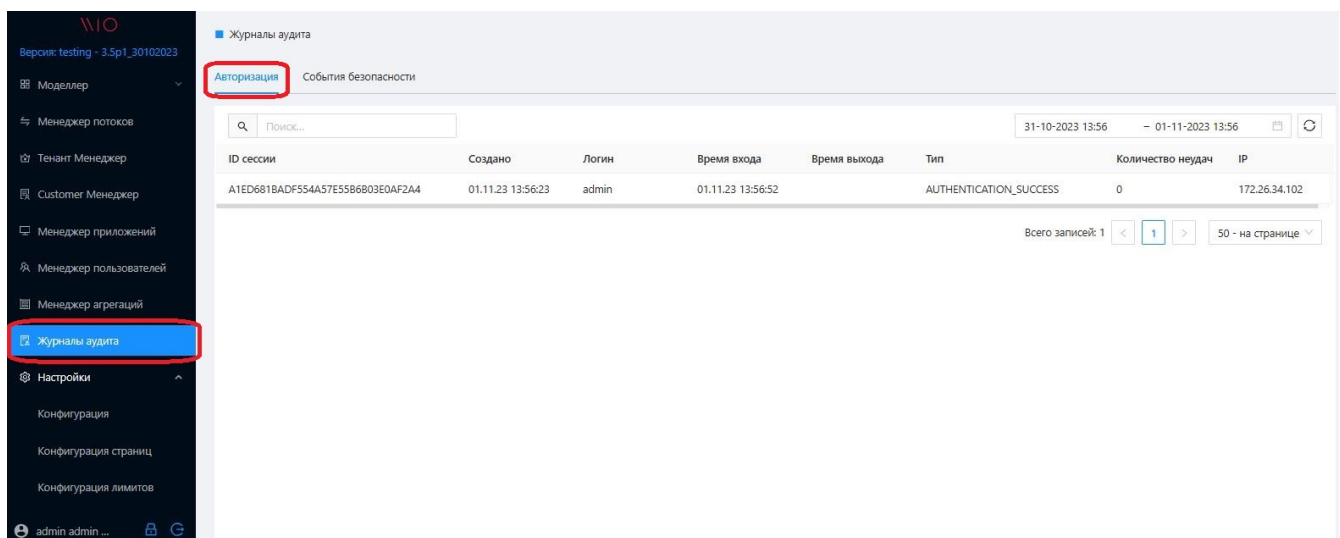 WIO
Версия: testing - 3.5p1_30102023
Моделлер
Менеджер потоков
Тенант Менеджер
Customer Менеджер
Менеджер приложений
Менеджер пользователей
Менеджер агрегаций
Журналы аудита
Настройки
Конфигурация
Конфигурация страниц
Конфигурация лимитов
admin admin ...
Журналы аудита
Авторизация События безопасности
Поиск... 31-10-2023 13:56 – 01-11-2023 13:56
ID сессии Создано Логин Время входа Время выхода Тип Количество неудач IP
A1ED681BADF554A57E55B6B03E0AF2A4 01.11.23 13:56:23 admin 01.11.23 13:56:52 AUTHENTICATION_SUCCESS 0 172.26.34.102
Всего записей: 1 < 1 > 50 - на странице